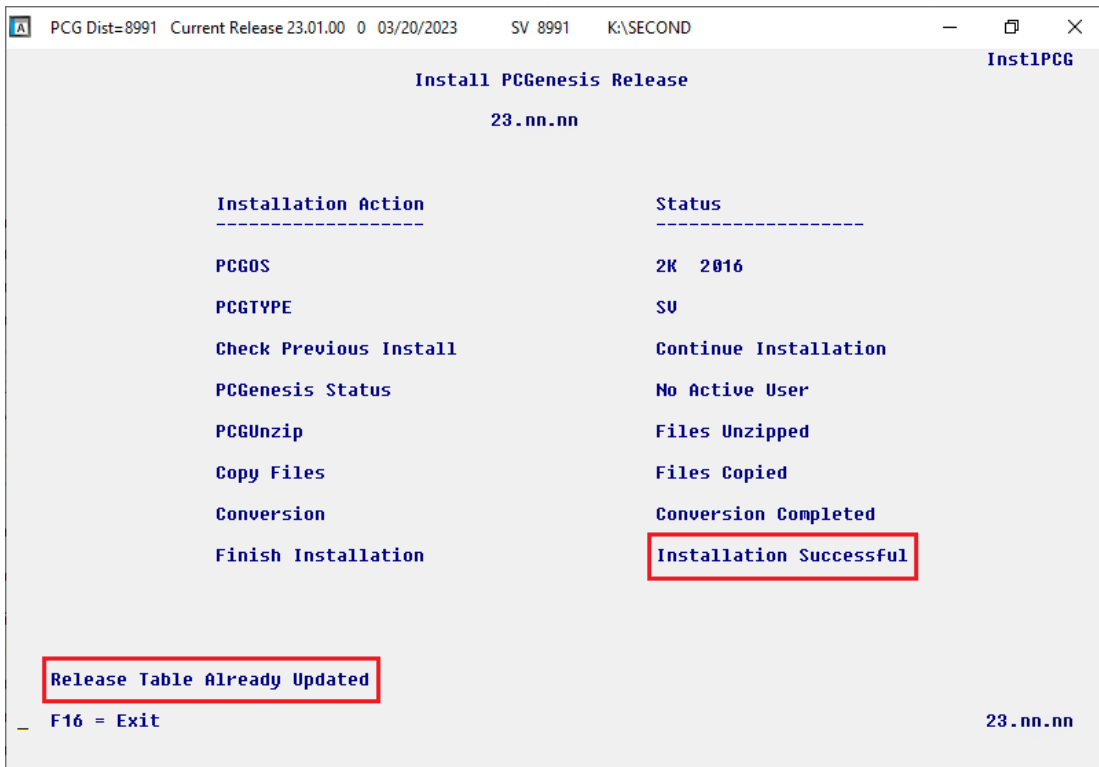 A PCG Dist=8991 Current Release 23.01.00 0 03/20/2023 SV 8991 K:\SECOND
InstlPCG
Install PCGenesis Release
23.nn.nn
Installation Action Status
------------------- -------------------
PCGOS 2K 2016
PCGTYPE SV
Check Previous Install Continue Installation
PCGenesis Status No Active User
PCGUnzip Files Unzipped
Copy Files Files Copied
Conversion Conversion Completed
Finish Installation Installation Successful
Release Table Already Updated
_ F16 = Exit 23.nn.nn